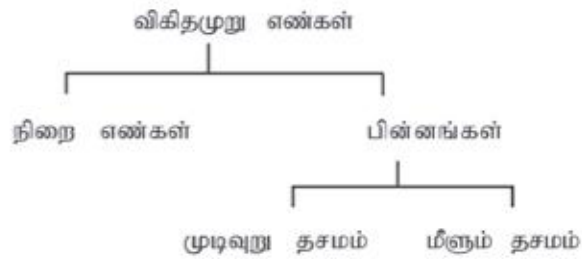 விகிதமுறு எண்கள்
நிறை எண்கள் பின்னங்கள்
முடிவுறு தசமம் மீளும் தசமம்